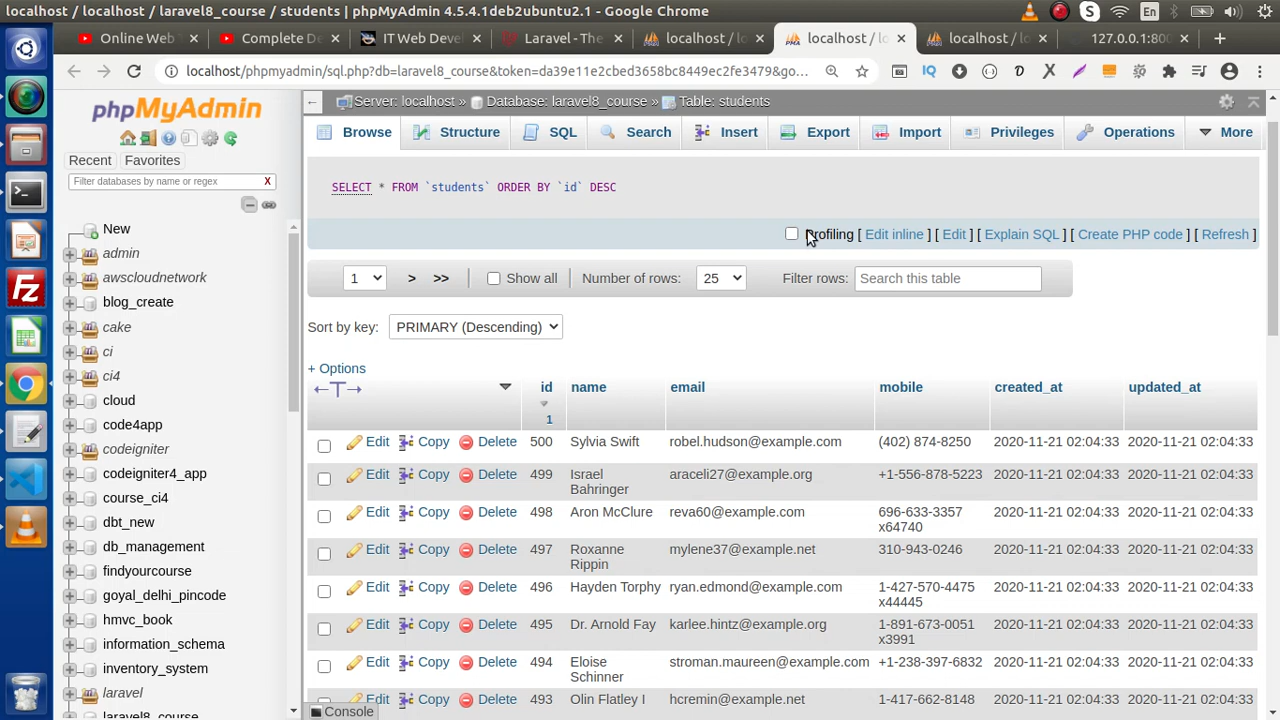 localhost / localhost / laravel8_course / students | phpMyAdmin 4.5.4.1deb2ubuntu2.1 - Google Chrome
S En
Online Web × Complete De × IT Web Devel × Laravel - The × localhost / lo × localhost / lo × localhost / lo × 127.0.0.1:800 × +
localhost/phpmyadmin/sql.php?db=laravel8_course&token=da39e11e2cbed3658bc8449ec2fe3479&go... IQ
phpMyAdmin
Recent Favorites
Filter databases by name or regex X
New
admin
awscloudnetwork
blog_create
cake
ci
ci4
cloud
code4app
codeigniter
codeigniter4_app
course_ci4
dbt_new
db_management
findyourcourse
goyal_delhi_pincode
hmvc_book
information_schema
inventory_system
laravel
laravel8_course
Server: localhost » Database: laravel8_course » Table: students
Browse Structure SQL Search Insert Export Import Privileges Operations More
SELECT * FROM `students` ORDER BY `id` DESC
Profiling [ Edit inline ] [ Edit ] [ Explain SQL ] [ Create PHP code ] [ Refresh ]
1 > >> | Show all | Number of rows: 25 Filter rows: Search this table
Sort by key: PRIMARY (Descending)
+ Options
←T→ id 1 name email mobile created_at updated_at
Edit Copy Delete 500 Sylvia Swift robel.hudson@example.com (402) 874-8250 2020-11-21 02:04:33 2020-11-21 02:04:33
Edit Copy Delete 499 Israel araceli27@example.org +1-556-878-5223 2020-11-21 02:04:33 2020-11-21 02:04:33
Bahringer
Edit Copy Delete 498 Aron McClure reva60@example.com 696-633-3357 2020-11-21 02:04:33 2020-11-21 02:04:33
x64740
Edit Copy Delete 497 Roxanne mylene37@example.net 310-943-0246 2020-11-21 02:04:33 2020-11-21 02:04:33
Rippin
Edit Copy Delete 496 Hayden Torphy ryan.edmond@example.com 1-427-570-4475 2020-11-21 02:04:33 2020-11-21 02:04:33
x44445
Edit Copy Delete 495 Dr. Arnold Fay karlee.hintz@example.org 1-891-673-0051 2020-11-21 02:04:33 2020-11-21 02:04:33
x3991
Edit Copy Delete 494 Eloise stroman.maureen@example.com +1-238-397-6832 2020-11-21 02:04:33 2020-11-21 02:04:33
Schinner
Edit Copy Delete 493 Olin Flatley I hcremin@example.net 1-417-662-8148 2020-11-21 02:04:33 2020-11-21 02:04:33
Console